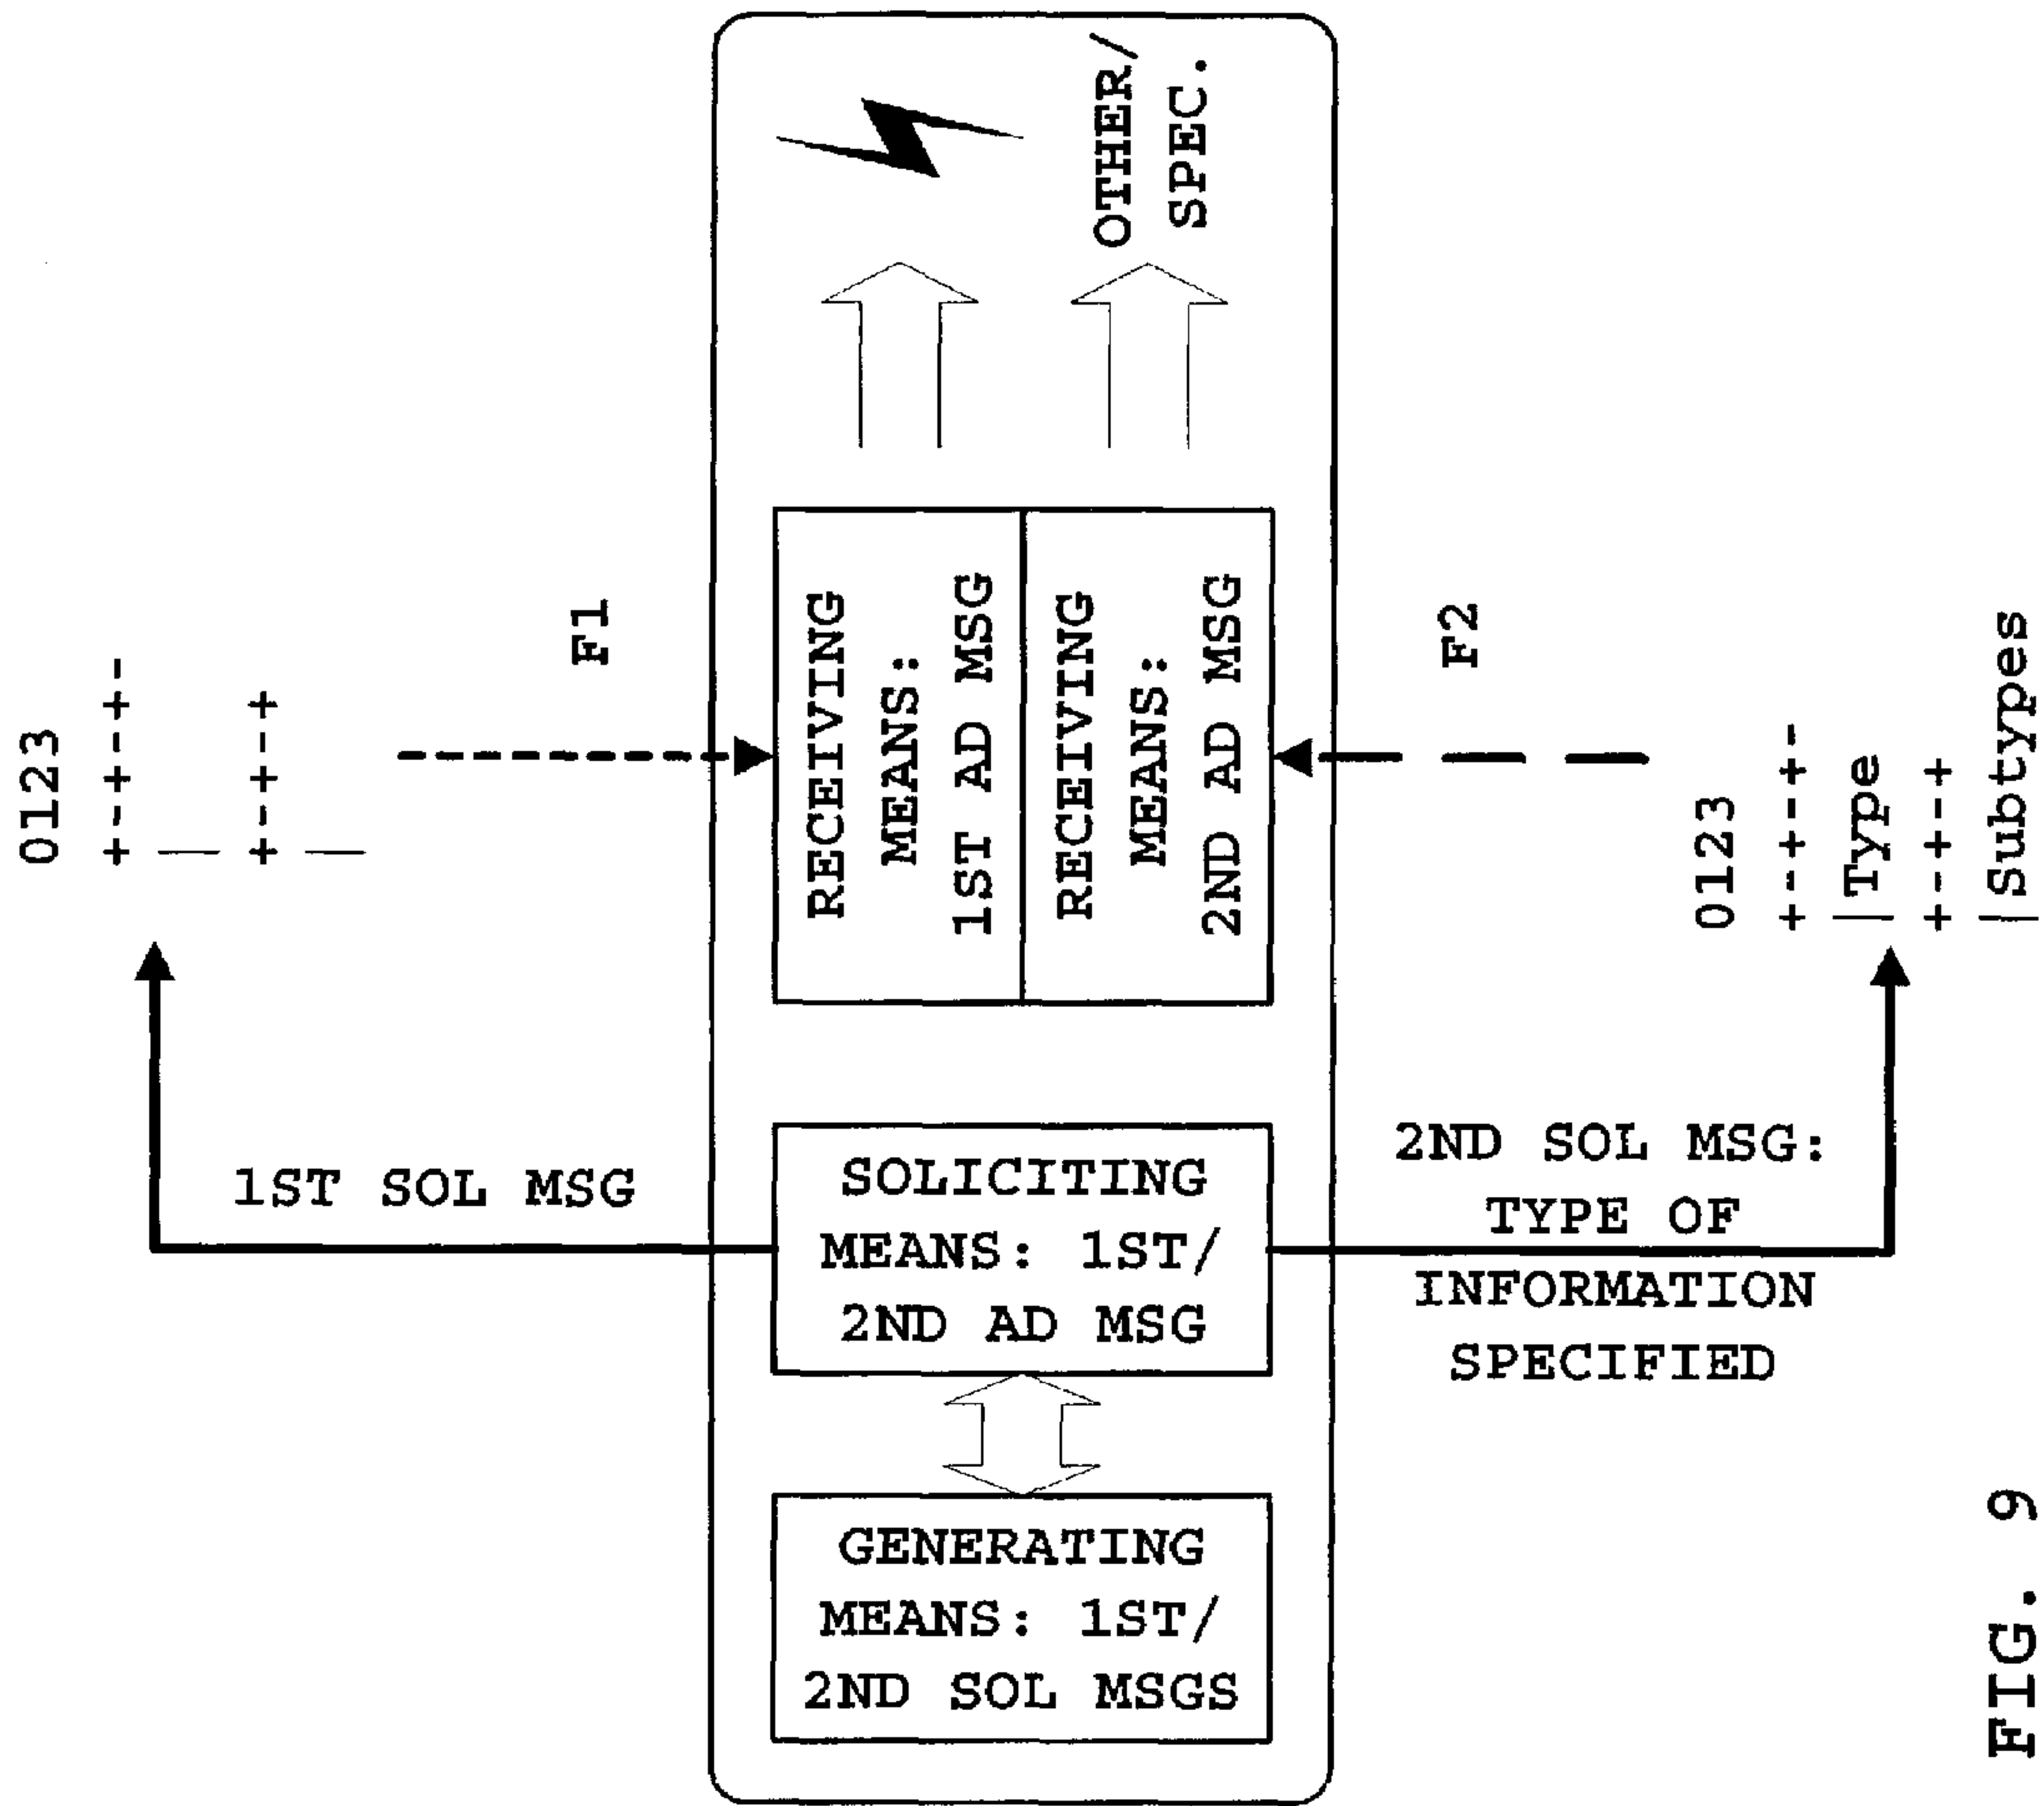 0123
+-+-+-
|
+-+-+
|
F1
1ST SOL MSG
OTHER/
SPEC.
RECEIVING
MEANS:
1ST AD MSG
RECEIVING
MEANS:
2ND AD MSG
SOLICITING
MEANS: 1ST/
2ND AD MSG
GENERATING
MEANS: 1ST/
2ND SOL MSGS
F2
2ND SOL MSG:
TYPE OF
INFORMATION
SPECIFIED
0123
+-+-+-
|Type
+-+-+
|Subtypes
FIG. 9